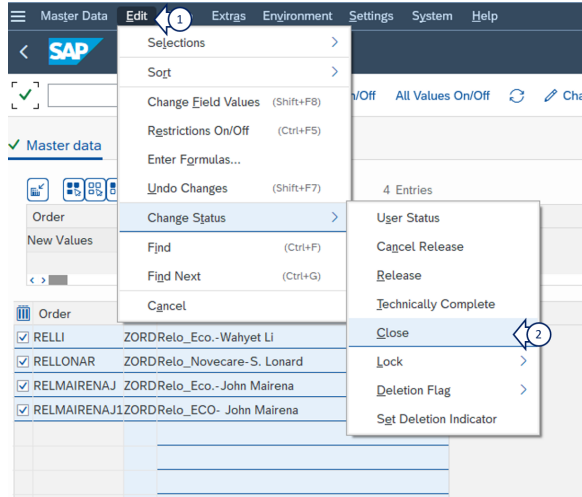 Master Data Edit Extras Environment Settings System Help
1
SAP
Selections
Sort
Change Field Values (Shift+F8)
n/Off All Values On/Off Cha
Restrictions On/Off (Ctrl+F5)
Master data
Enter Formulas...
Undo Changes (Shift+F7)
4 Entries
Order
Change Status
User Status
New Values
Find (Ctrl+F)
Cancel Release
Find Next (Ctrl+G)
Release
Cancel
Technically Complete
Order
Close
2
RELLI ZORD Relo_Eco.-Wahyet Li
RELLONAR ZORD Relo_Novecare-S. Lonard
Lock
RELMAIRENAJ ZORD Relo_Eco.-John Mairena
Deletion Flag
RELMAIRENAJ1 ZORD Relo_ECO- John Mairena
Set Deletion Indicator